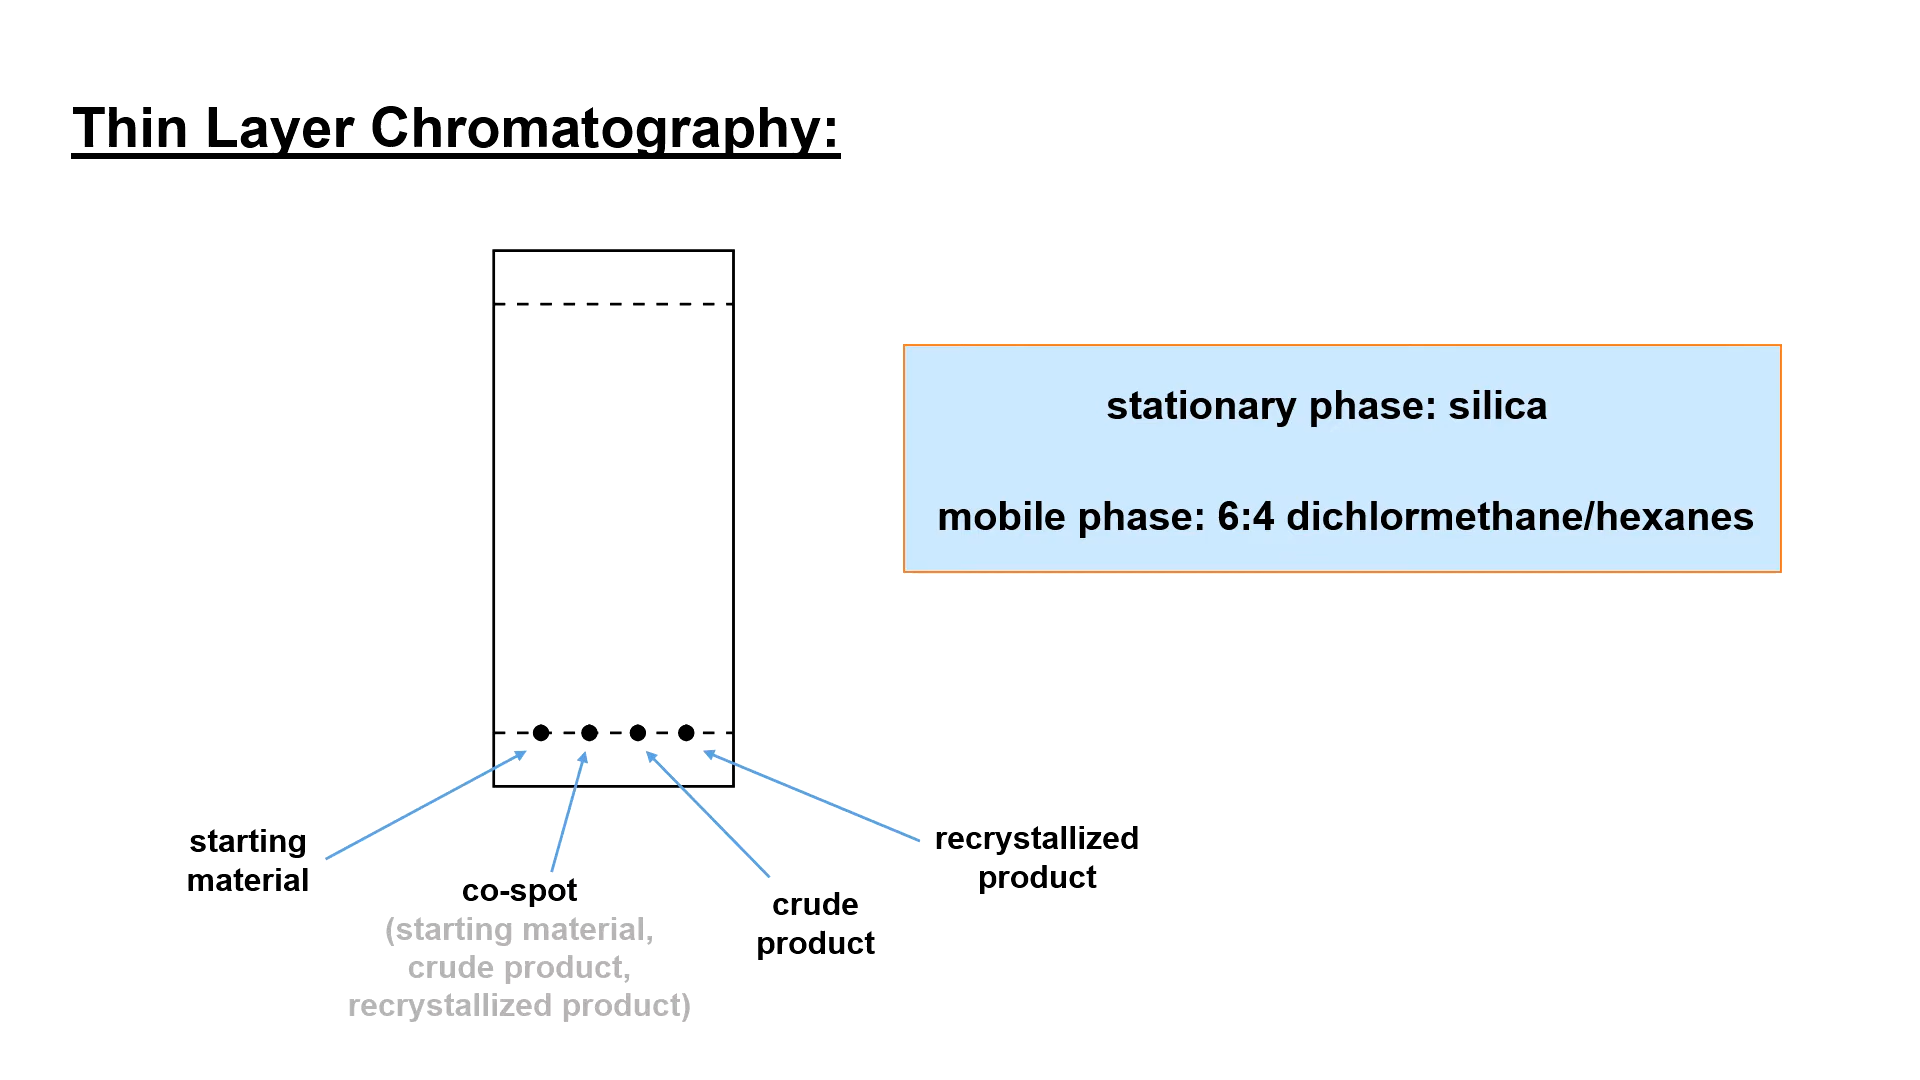 Thin Layer Chromatography:
stationary phase: silica
mobile phase: 6:4 dichlormethane/hexanes
starting
material
co-spot
(starting material,
crude product,
recrystallized product)
crude
product
recrystallized
product